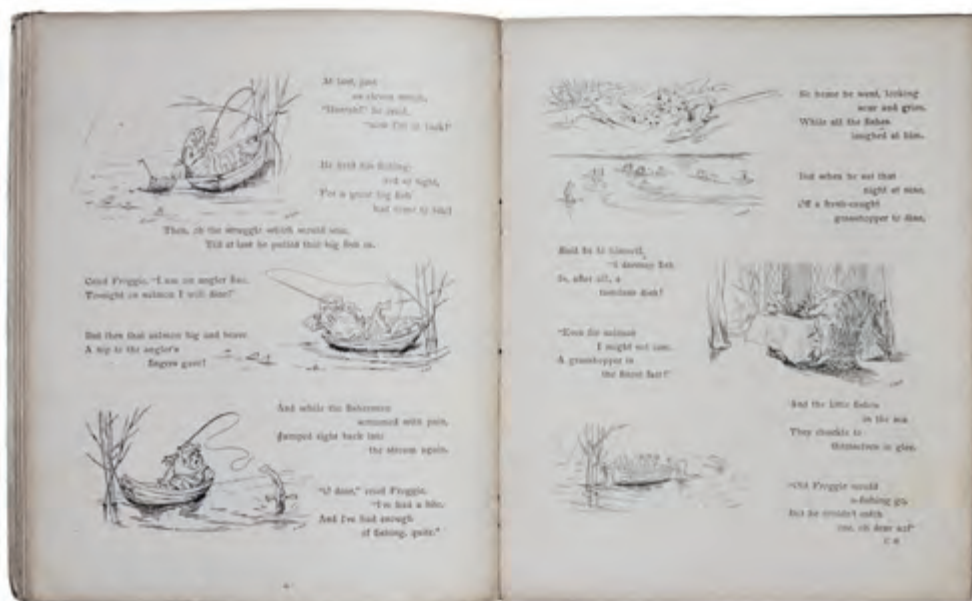 At last, just
on eleven struck,
"Hurrah!" he cried,
"now I'm in luck!"
He held his fishing-
rod so tight,
For a great big fish
had come to bite!
Then, oh the struggle which would win,
Till at last he pulled that big fish in.
Cried Froggie, "I am an angler fine,
Tonight on salmon I will dine!"
But then that salmon big and brave
A nip to the angler's
fingers gave!
And while the fisherman
screamed with pain,
Jumped right back into
the stream again.
"O dear," cried Froggie,
"I've had a bite,
And I've had enough
of fishing, quite."
So home he went, looking
sour and grim,
While all the fishes
laughed at him.
But when he sat that
night at nine,
Off a fresh-caught
grasshopper to dine,
Said he to himself,
"I daresay fish
Is, after all, a
tasteless dish!
"Even for salmon
I might not care.
A grasshopper is
the finest fare!"
And the little fishes
in the sea
They chuckle to
themselves in glee,
"Old Froggie would
a-fishing go,
But he couldn't catch
one, oh dear no!"
C B